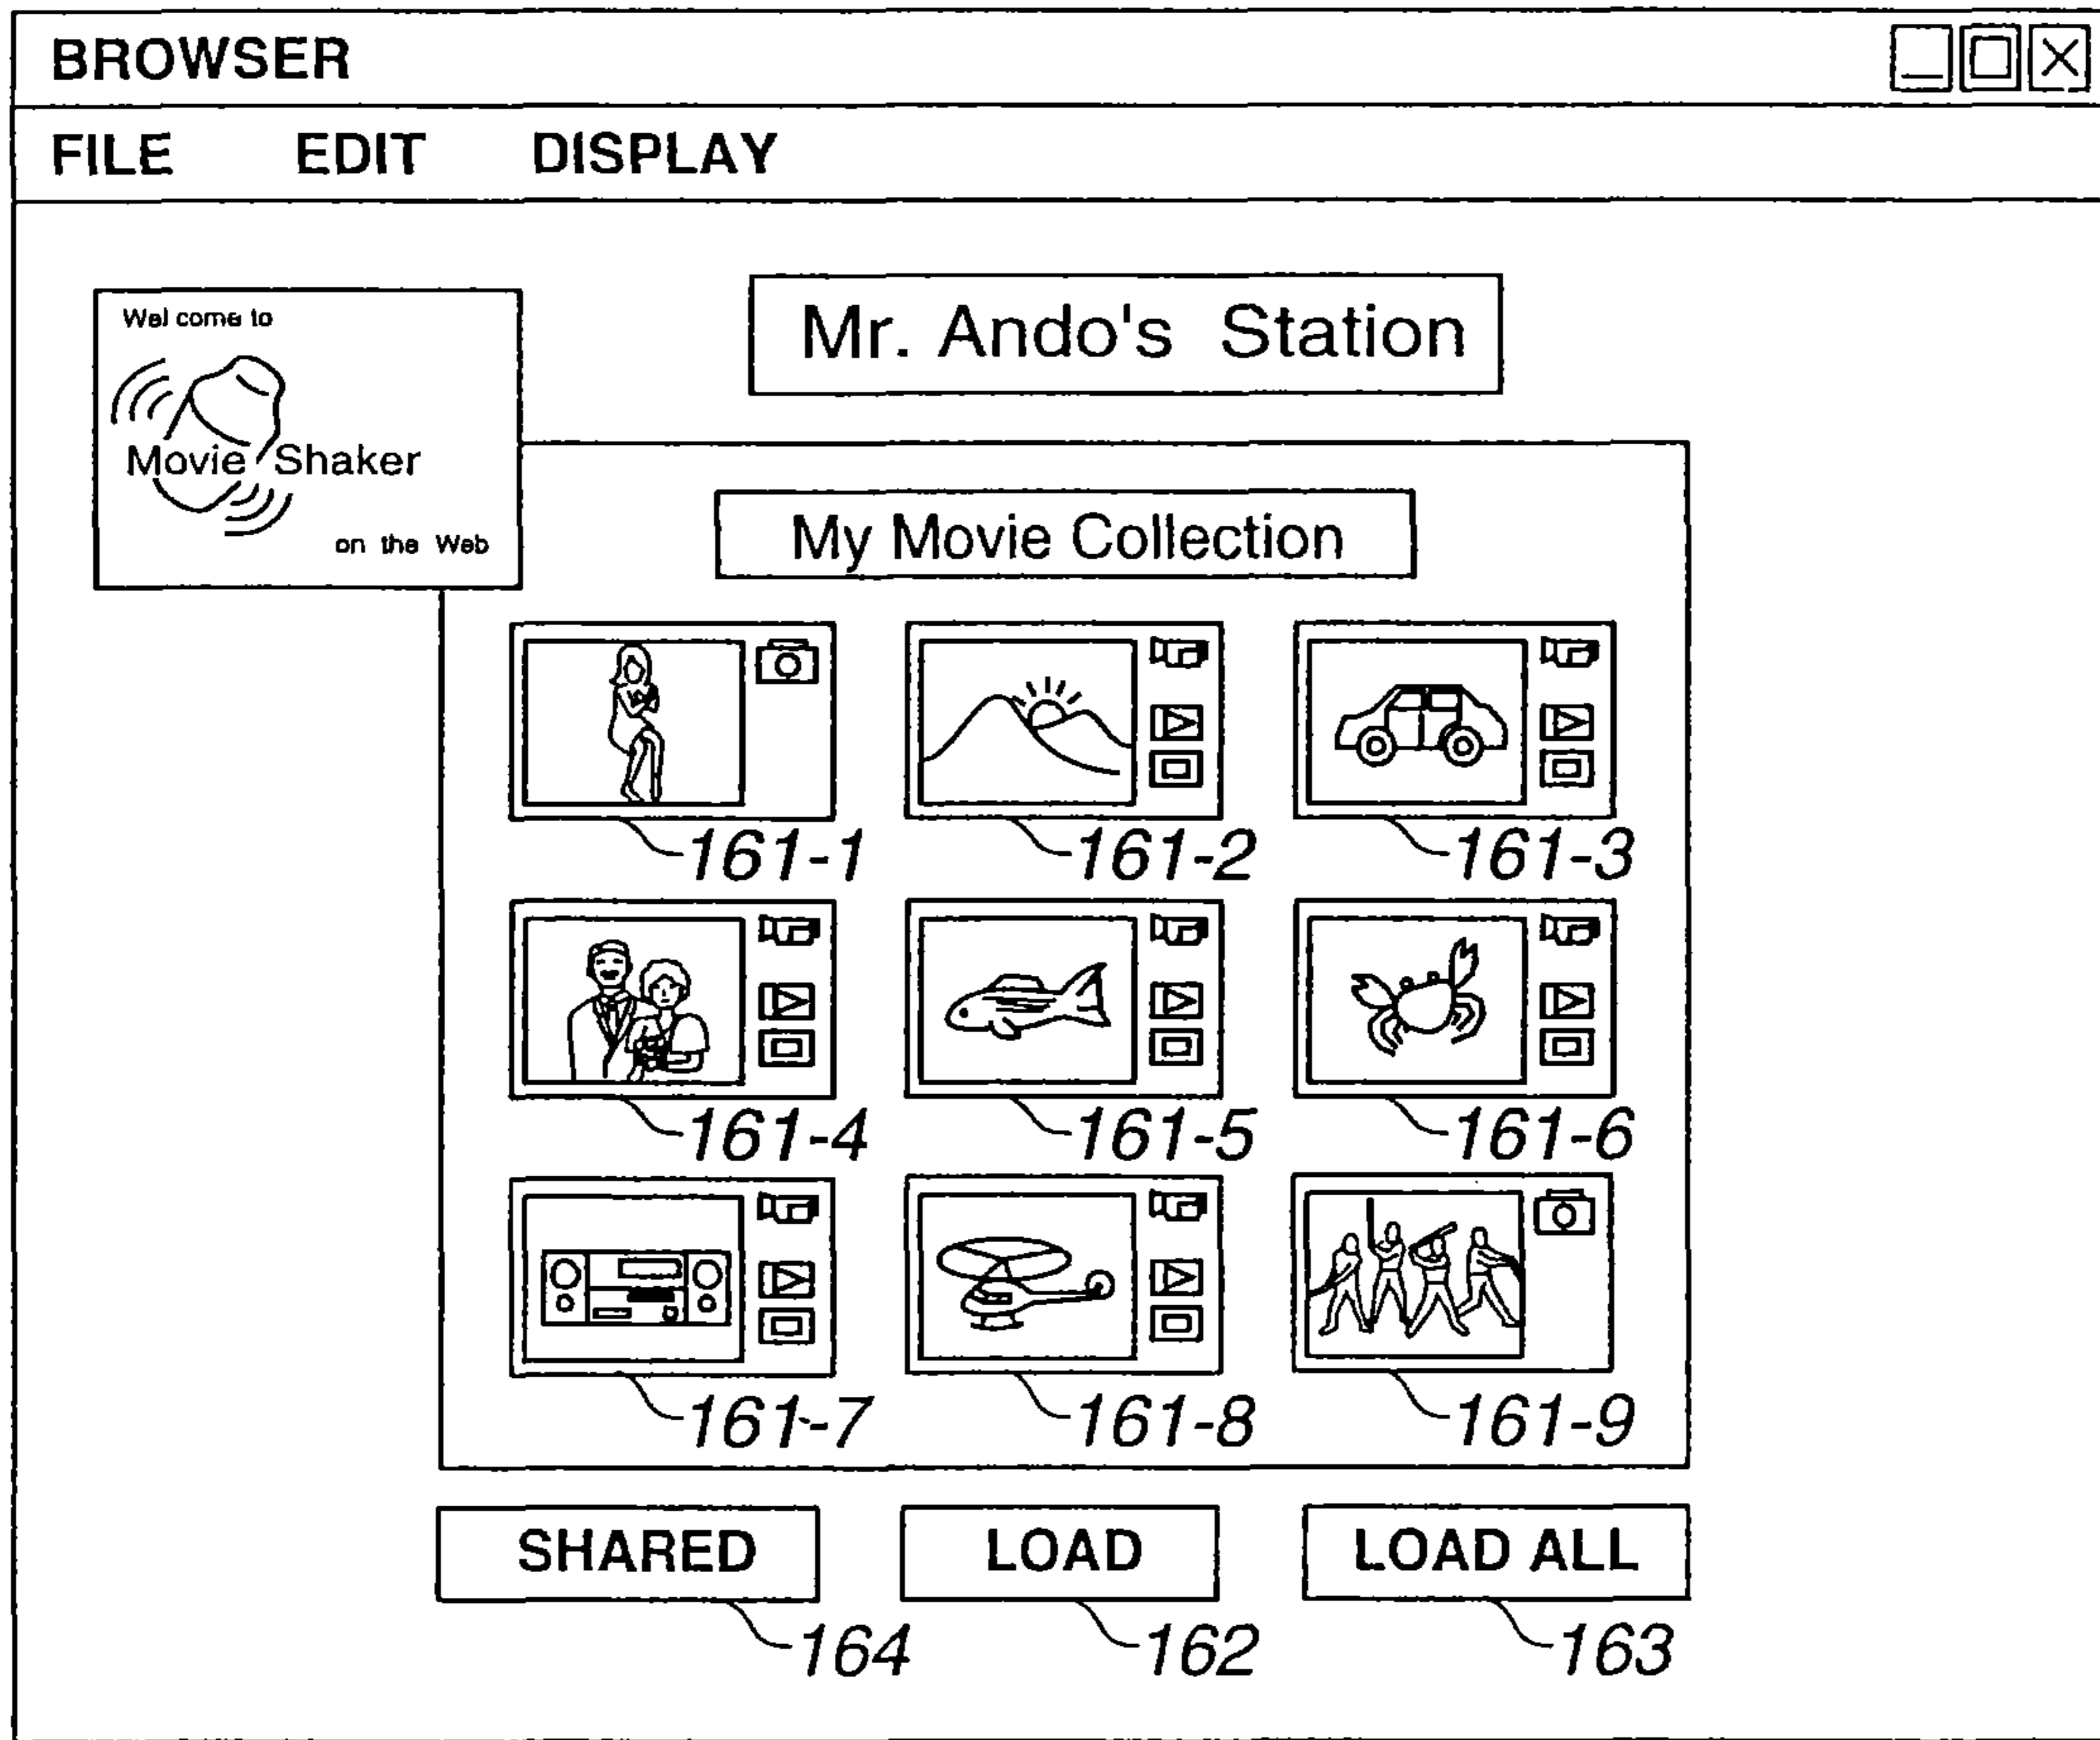 BROWSER
FILE EDIT DISPLAY
Wel come to
Movie Shaker
on the Web
Mr. Ando's Station
My Movie Collection
161-1 161-2 161-3
161-4 161-5 161-6
161-7 161-8 161-9
SHARED LOAD LOAD ALL
164 162 163